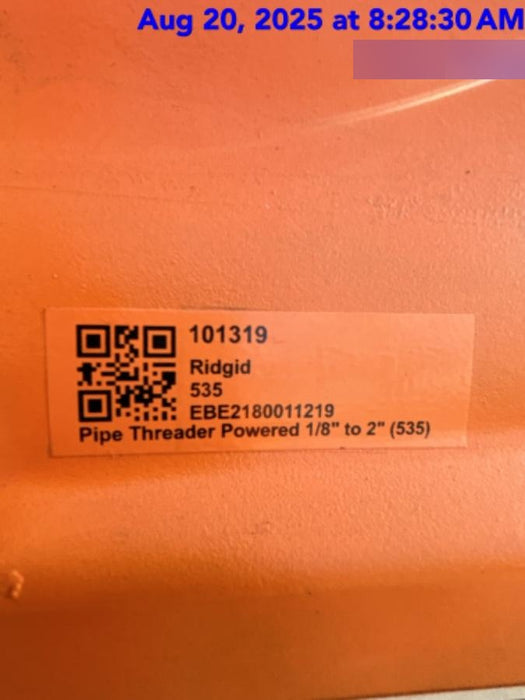 Aug 20, 2025 at 8:28:30 AM
101319
Ridgid
535
EBE2180011219
Pipe Threader Powered 1/8" to 2" (535)